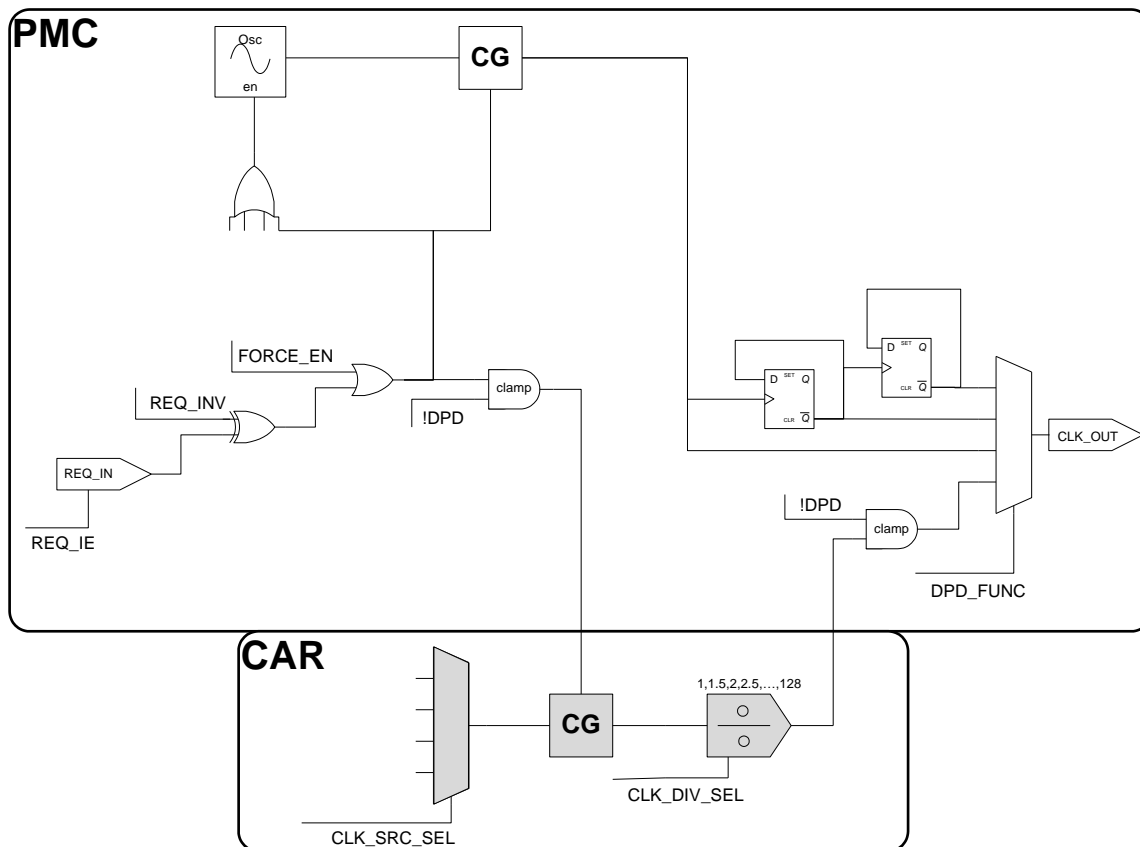 PMC
Osc
en
CG
FORCE_EN
REQ_INV
REQ_IN
REQ_IE
clamp
!DPD
D SET Q
CLR Q
D SET Q
CLR Q
CLK_OUT
!DPD
clamp
DPD_FUNC
CAR
1,1.5,2,2.5,...,128
CG
CLK_DIV_SEL
CLK_SRC_SEL